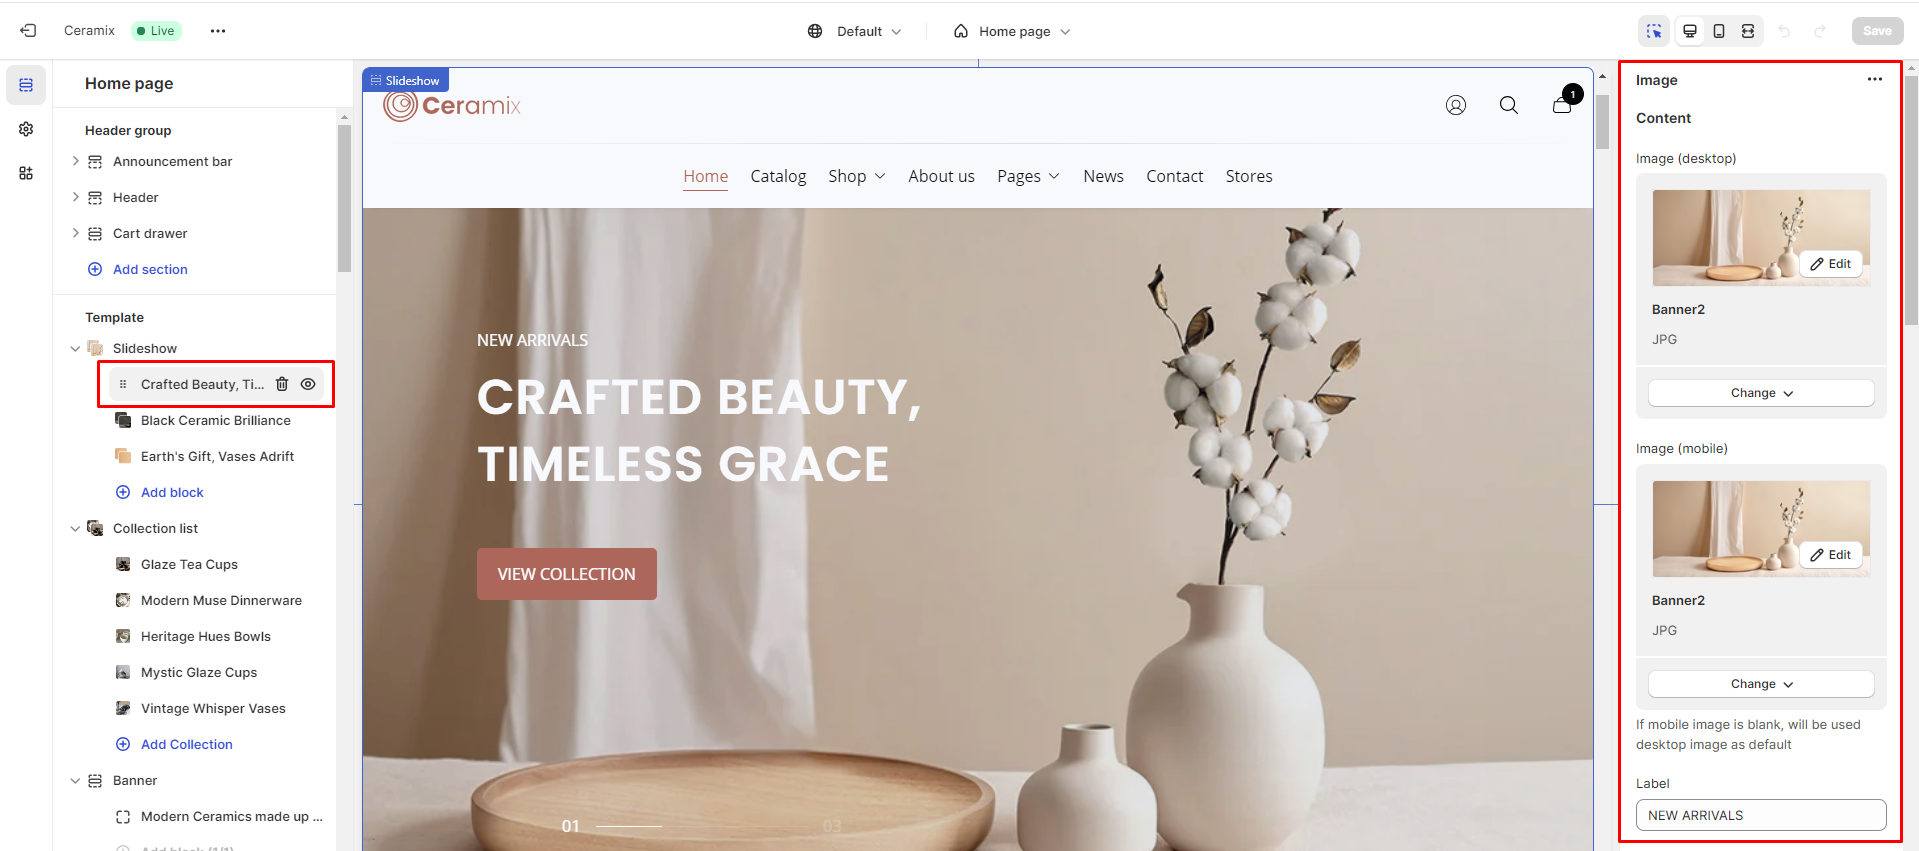 Ceramix
Live
Default
Home page
Save
Home page
Header group
Announcement bar
Header
Cart drawer
Add section
Template
Slideshow
Crafted Beauty, Ti...
Black Ceramic Brilliance
Earth's Gift, Vases Adrift
Add block
Collection list
Glaze Tea Cups
Modern Muse Dinnerware
Heritage Hues Bowls
Mystic Glaze Cups
Vintage Whisper Vases
Add Collection
Banner
Modern Ceramics made up ...
Add block (1/1)
Slideshow
Ceramix
1
Home Catalog Shop About us Pages News Contact Stores
NEW ARRIVALS
CRAFTED BEAUTY,
TIMELESS GRACE
VIEW COLLECTION
01
03
Image
Content
Image (desktop)
Edit
Banner2
JPG
Change
Image (mobile)
Edit
Banner2
JPG
Change
If mobile image is blank, will be used
desktop image as default
Label
NEW ARRIVALS